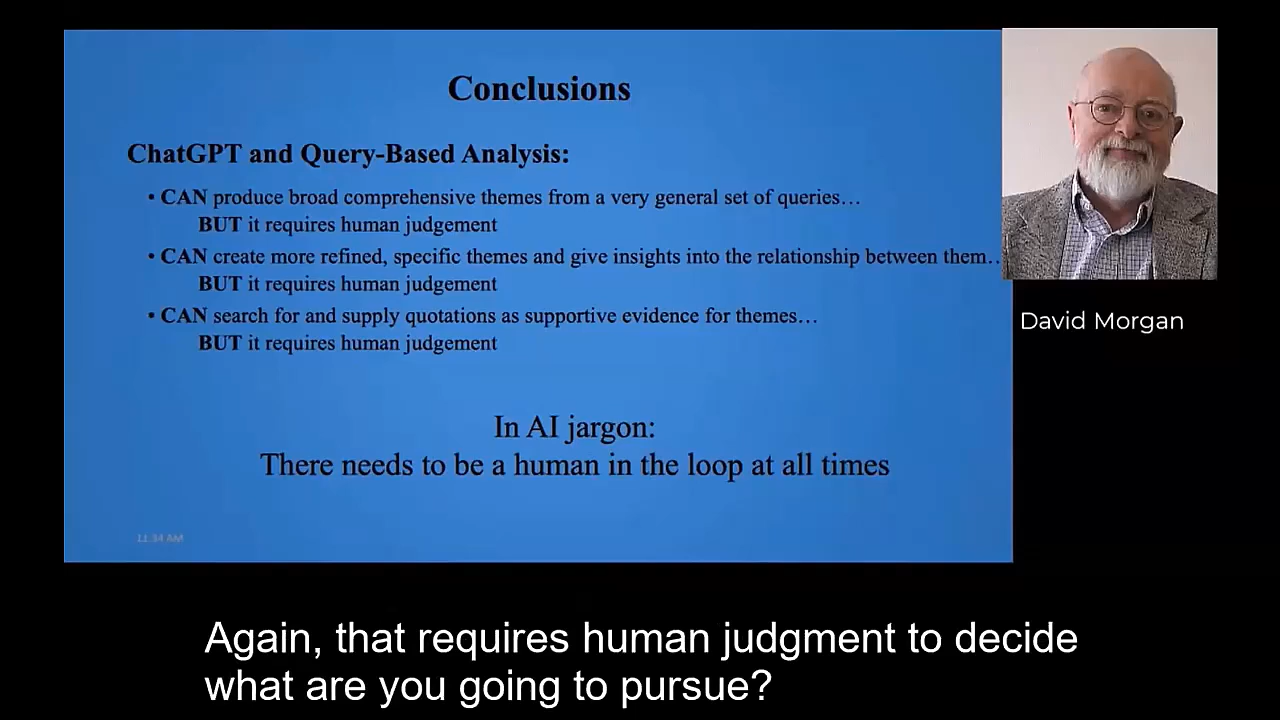 Conclusions
ChatGPT and Query-Based Analysis:
• CAN produce broad comprehensive themes from a very general set of queries…
BUT it requires human judgement
• CAN create more refined, specific themes and give insights into the relationship between them…
BUT it requires human judgement
• CAN search for and supply quotations as supportive evidence for themes…
BUT it requires human judgement
In AI jargon:
There needs to be a human in the loop at all times
11:34 AM
David Morgan
Again, that requires human judgment to decide
what are you going to pursue?